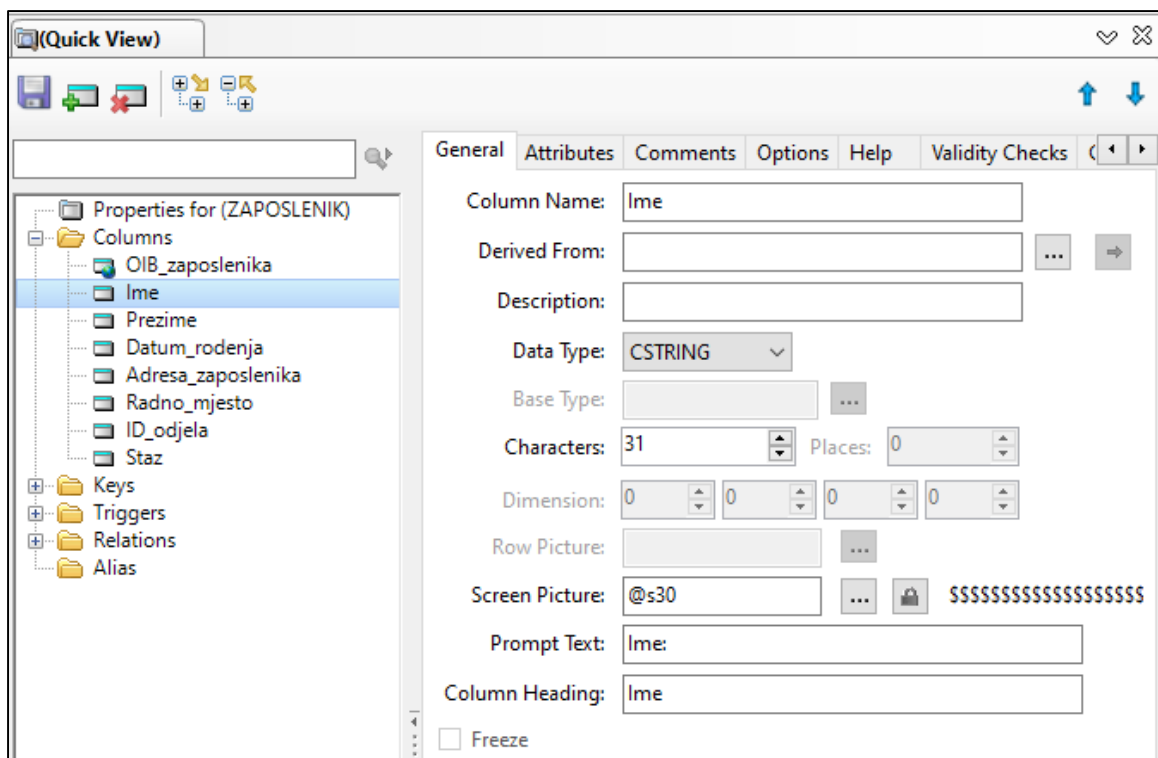 (Quick View)
General Attributes Comments Options Help Validity Checks
Properties for (ZAPOSLENIK)
Columns
OIB_zaposlenika
Ime
Prezime
Datum_rodenja
Adresa_zaposlenika
Radno_mjesto
ID_odjela
Staz
Keys
Triggers
Relations
Alias
Column Name: Ime
Derived From: ...
Description:
Data Type: CSTRING
Base Type: ...
Characters: 31 Places: 0
Dimension: 0 0 0 0
Row Picture: ...
Screen Picture: @s30 ... SSSSSSSSSSSSSSSSSSS
Prompt Text: Ime:
Column Heading: Ime
Freeze